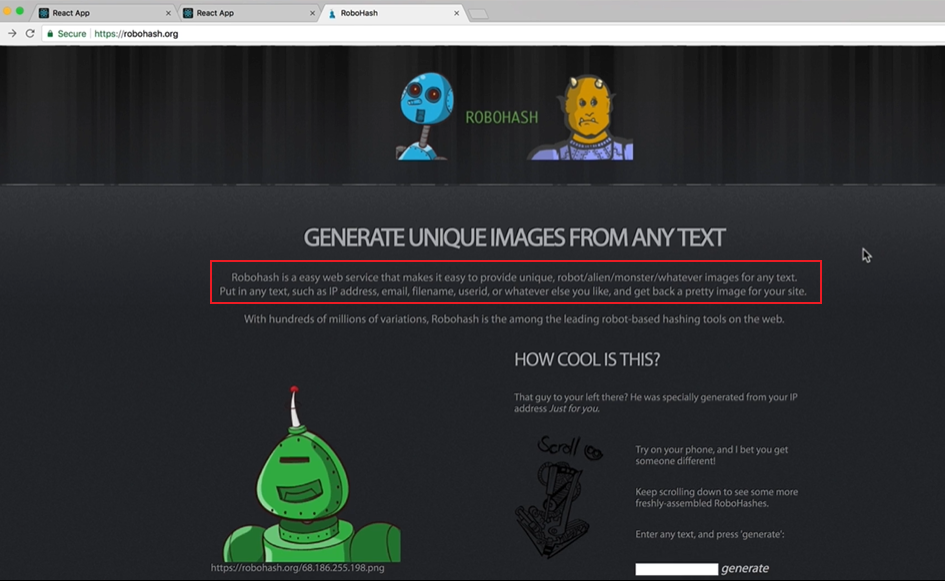 React App
React App
RoboHash
Secure
https://robohash.org
ROBOHASH
GENERATE UNIQUE IMAGES FROM ANY TEXT
Robohash is a easy web service that makes it easy to provide unique, robot/alien/monster/whatever images for any text.
Put in any text, such as IP address, email, filename, userid, or whatever else you like, and get back a pretty image for your site.
With hundreds of millions of variations, Robohash is the among the leading robot-based hashing tools on the web.
HOW COOL IS THIS?
That guy to your left there? He was specially generated from your IP
address Just for you.
Scroll
Try on your phone, and I bet you get
someone different!
Keep scrolling down to see some more
freshly-assembled RoboHashes.
Enter any text, and press 'generate':
generate
https://robohash.org/68.186.255.198.png